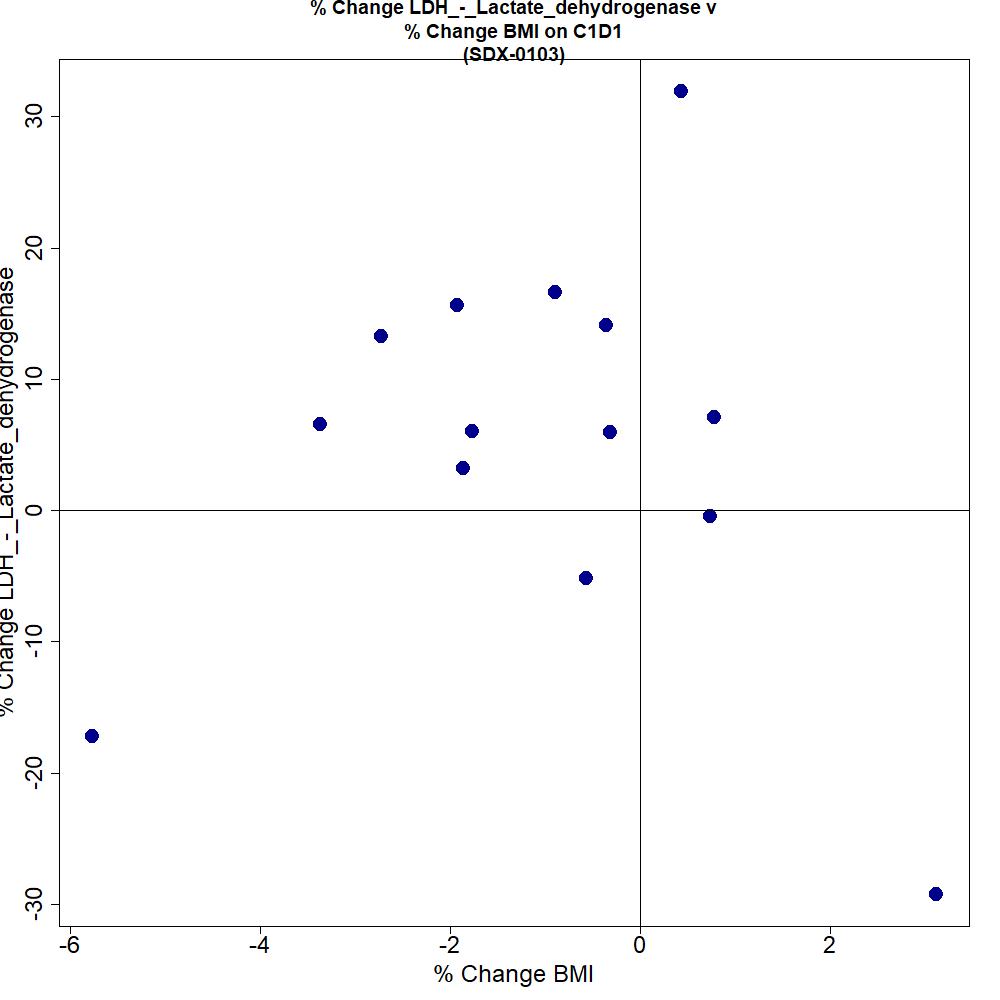 % Change LDH_-_Lactate_dehydrogenase v
% Change BMI on C1D1
(SDX-0103)
% Change LDH_-_Lactate_dehydrogenase
30
20
10
0
-10
-20
-30
-6
-4
-2
0
2
% Change BMI